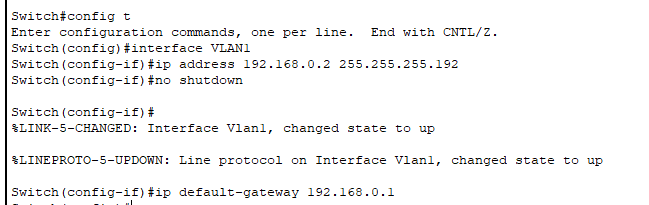 Switch#config t
Enter configuration commands, one per line.  End with CNTL/Z.
Switch(config)#interface VLAN1
Switch(config-if)#ip address 192.168.0.2 255.255.255.192
Switch(config-if)#no shutdown
Switch(config-if)#
%LINK-5-CHANGED: Interface Vlan1, changed state to up
%LINEPROTO-5-UPDOWN: Line protocol on Interface Vlan1, changed state to up
Switch(config-if)#ip default-gateway 192.168.0.1